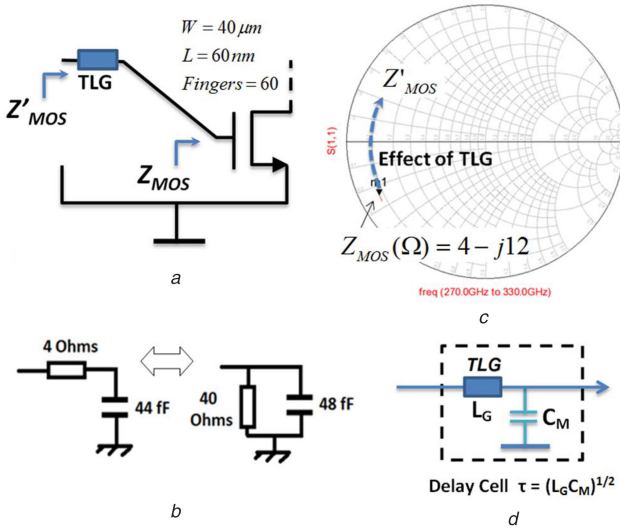 W = 40 μm
L = 60 nm
Fingers = 60
TLG
Z'MOS
ZMOS
a
S(1,1)
Z'MOS
Effect of TLG
m1
ZMOS(Ω) = 4 − j12
freq (270.0GHz to 330.0GHz)
c
4 Ohms
44 fF
40
Ohms
48 fF
b
TLG
LG
CM
Delay Cell τ = (LGCM)1/2
d